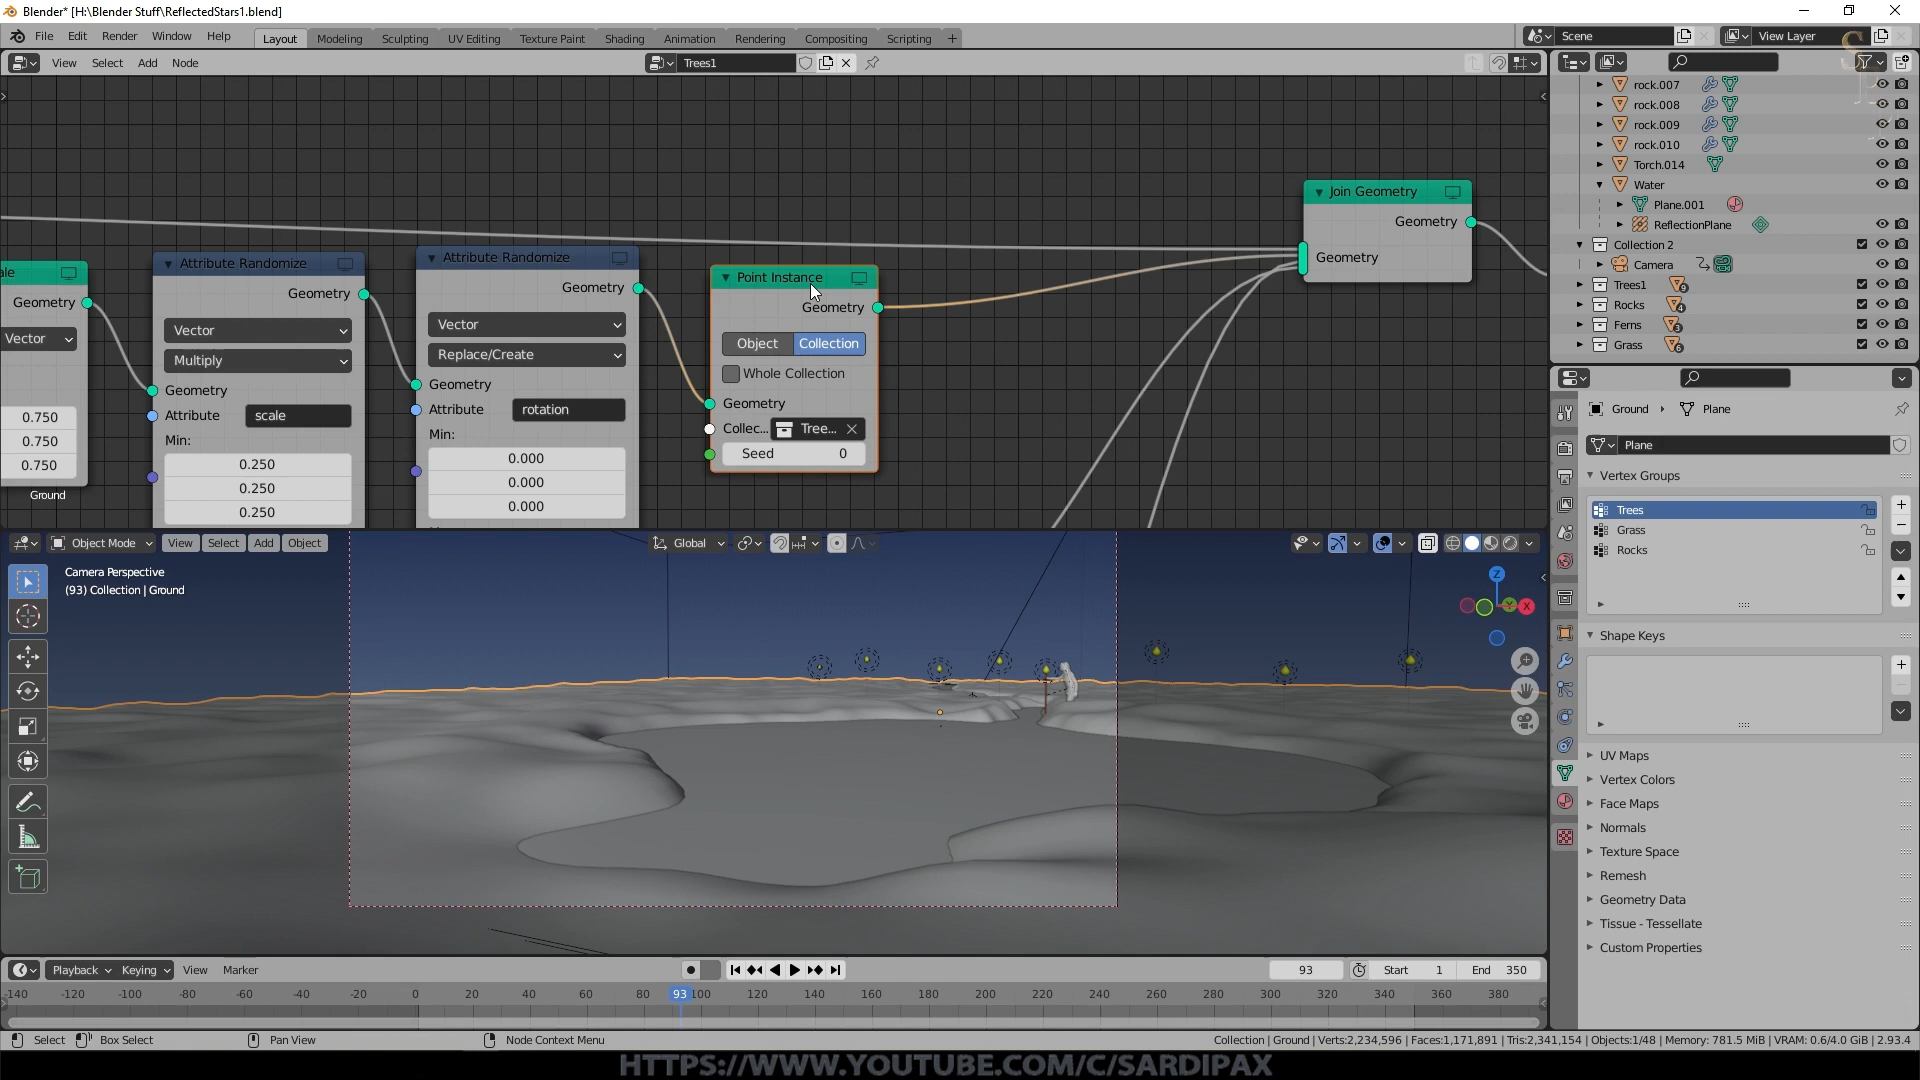 Blender* [H:\Blender Stuff\ReflectedStars1.blend]
File Edit Render Window Help
Layout Modeling Sculpting UV Editing Texture Paint Shading Animation Rendering Compositing Scripting +
Scene
View Layer
View Select Add Node
Trees1
rock.007
rock.008
rock.009
rock.010
Torch.014
Water
Plane.001
ReflectionPlane
Collection 2
Camera
Trees1 9
Rocks 4
Ferns 3
Grass 6
ale
Geometry
Vector
0.750
0.750
0.750
Ground
Attribute Randomize
Geometry
Vector
Multiply
Geometry
Attribute scale
Min:
0.250
0.250
0.250
Attribute Randomize
Geometry
Vector
Replace/Create
Geometry
Attribute rotation
Min:
0.000
0.000
0.000
Point Instance
Geometry
Object Collection
Whole Collection
Geometry
Collec... Tree...
Seed 0
Join Geometry
Geometry
Geometry
Ground Plane
Plane
Vertex Groups
Trees
Grass
Rocks
Shape Keys
UV Maps
Vertex Colors
Face Maps
Normals
Texture Space
Remesh
Geometry Data
Tissue - Tessellate
Custom Properties
Object Mode View Select Add Object
Global
Camera Perspective
(93) Collection | Ground
Z
Y
X
Playback Keying View Marker
93 Start 1 End 350
-140 -120 -100 -80 -60 -40 -20 0 20 40 60 80 93 100 120 140 160 180 200 220 240 260 280 300 320 340 360 380
Select Box Select Pan View Node Context Menu
Collection | Ground | Verts:2,234,596 | Faces:1,171,891 | Tris:2,341,154 | Objects:1/48 | Memory: 781.5 MiB | VRAM: 0.6/4.0 GiB | 2.93.4
HTTPS://WWW.YOUTUBE.COM/C/SARDIPAX